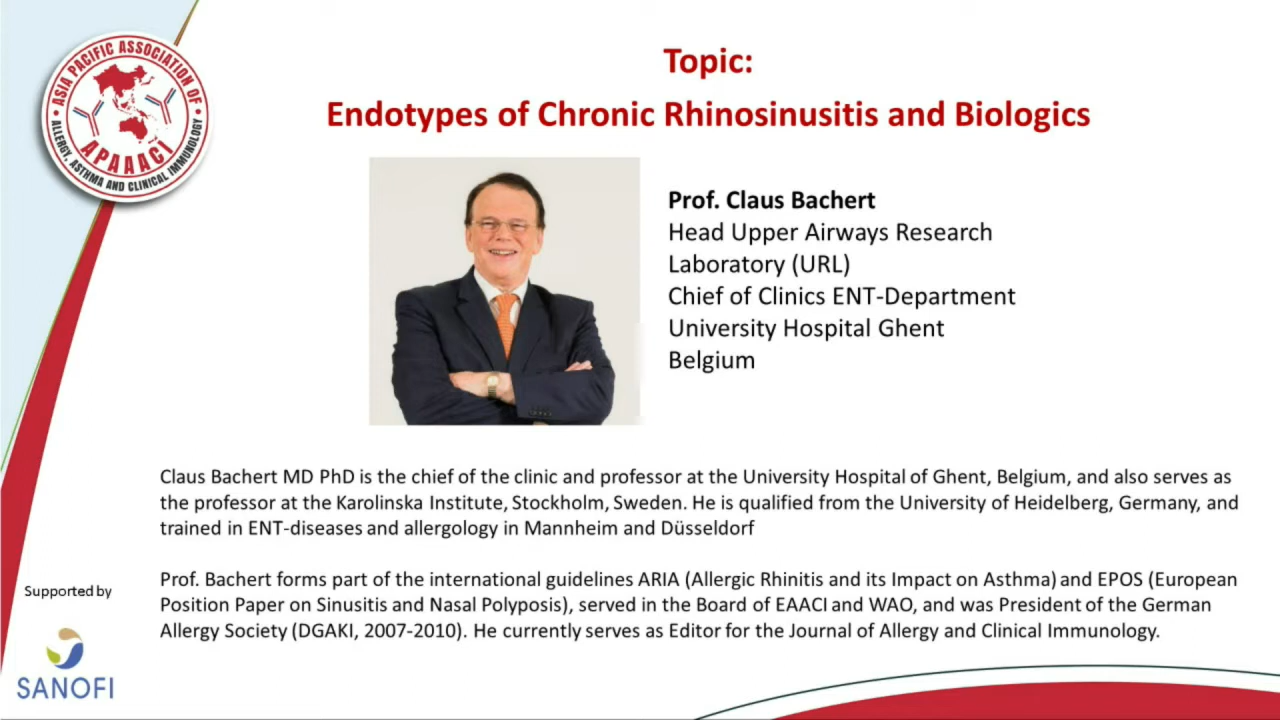 ASIA PACIFIC ASSOCIATION OF
ALLERGY, ASTHMA AND CLINICAL IMMUNOLOGY
APAAACI
Topic:
Endotypes of Chronic Rhinosinusitis and Biologics
Prof. Claus Bachert
Head Upper Airways Research
Laboratory (URL)
Chief of Clinics ENT-Department
University Hospital Ghent
Belgium
Claus Bachert MD PhD is the chief of the clinic and professor at the University Hospital of Ghent, Belgium, and also serves as
the professor at the Karolinska Institute, Stockholm, Sweden. He is qualified from the University of Heidelberg, Germany, and
trained in ENT-diseases and allergology in Mannheim and Düsseldorf
Prof. Bachert forms part of the international guidelines ARIA (Allergic Rhinitis and its Impact on Asthma) and EPOS (European
Position Paper on Sinusitis and Nasal Polyposis), served in the Board of EAACI and WAO, and was President of the German
Allergy Society (DGAKI, 2007-2010). He currently serves as Editor for the Journal of Allergy and Clinical Immunology.
Supported by
SANOFI